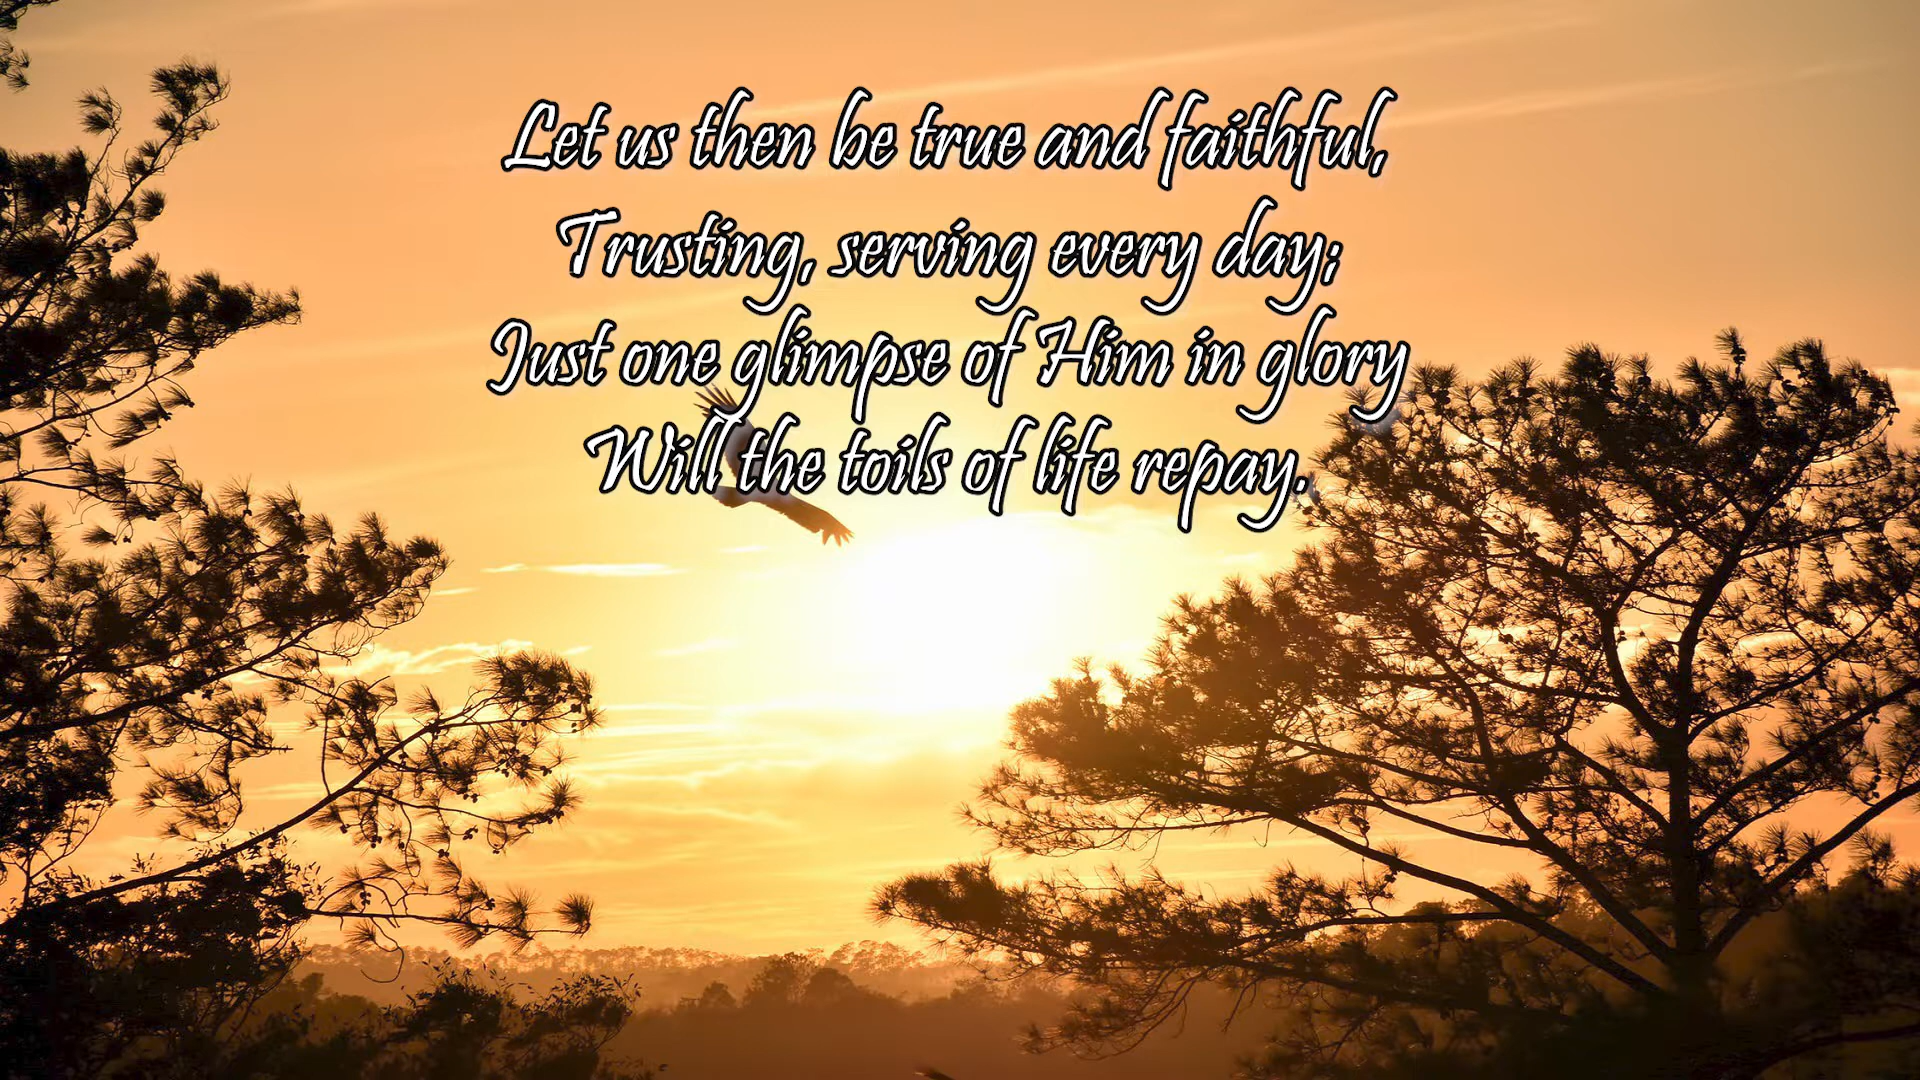 Let us then be true and faithful,
Trusting, serving every day;
Just one glimpse of Him in glory
Will the toils of life repay.